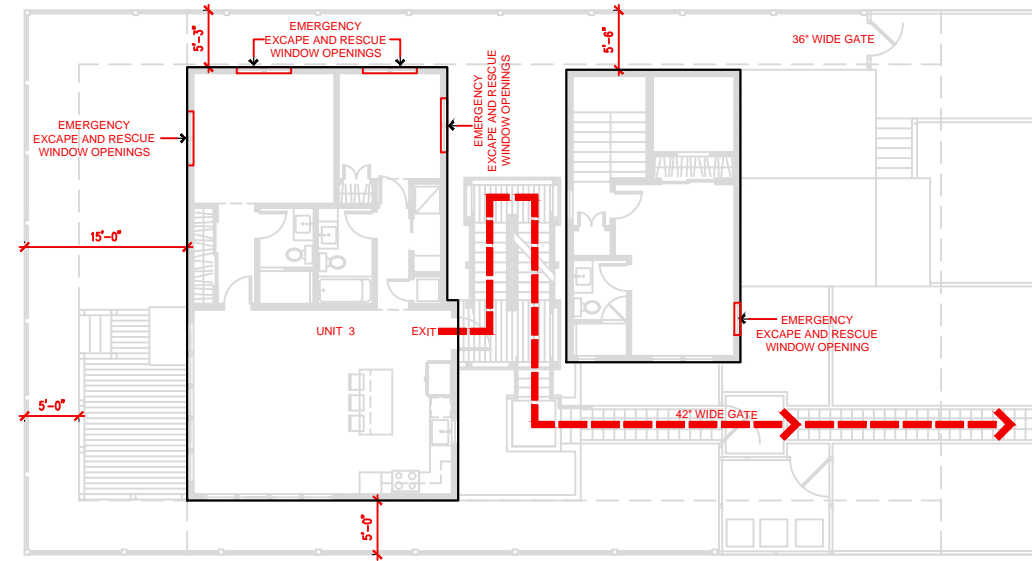 5'-3"
EMERGENCY
EXCAPE AND RESCUE
WINDOW OPENINGS
EMERGENCY
EXCAPE AND RESCUE
WINDOW OPENINGS
5'-6"
36" WIDE GATE
EMERGENCY
EXCAPE AND RESCUE
WINDOW OPENINGS
15'-0"
UNIT 3
EXIT
EMERGENCY
EXCAPE AND RESCUE
WINDOW OPENING
5'-0"
42" WIDE GATE
5'-0"